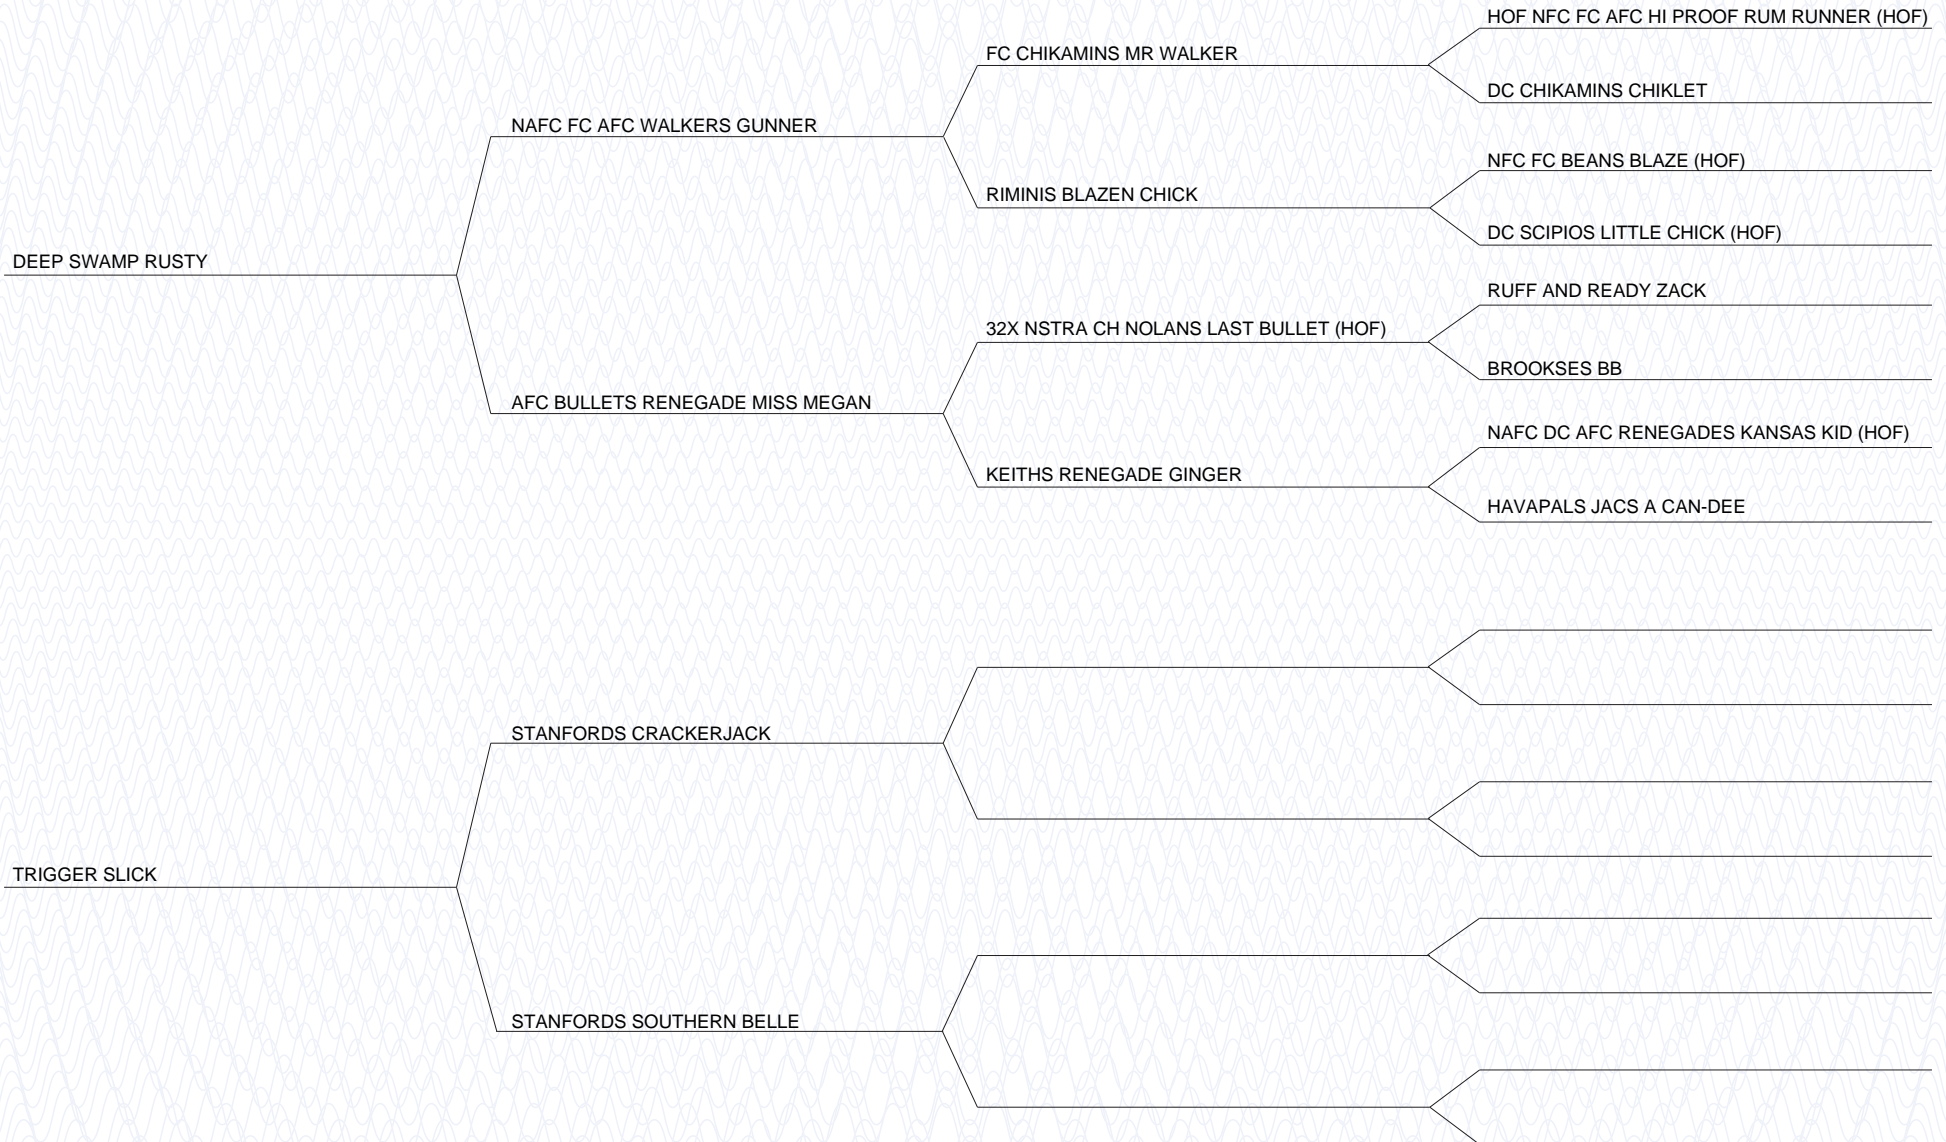 HOF NFC FC AFC HI PROOF RUM RUNNER (HOF)
FC CHIKAMINS MR WALKER
DC CHIKAMINS CHIKLET
NAFC FC AFC WALKERS GUNNER
NFC FC BEANS BLAZE (HOF)
RIMINIS BLAZEN CHICK
DC SCIPIOS LITTLE CHICK (HOF)
DEEP SWAMP RUSTY
RUFF AND READY ZACK
32X NSTRA CH NOLANS LAST BULLET (HOF)
BROOKSES BB
AFC BULLETS RENEGADE MISS MEGAN
NAFC DC AFC RENEGADES KANSAS KID (HOF)
KEITHS RENEGADE GINGER
HAVAPALS JACS A CAN-DEE
STANFORDS CRACKERJACK
TRIGGER SLICK
STANFORDS SOUTHERN BELLE